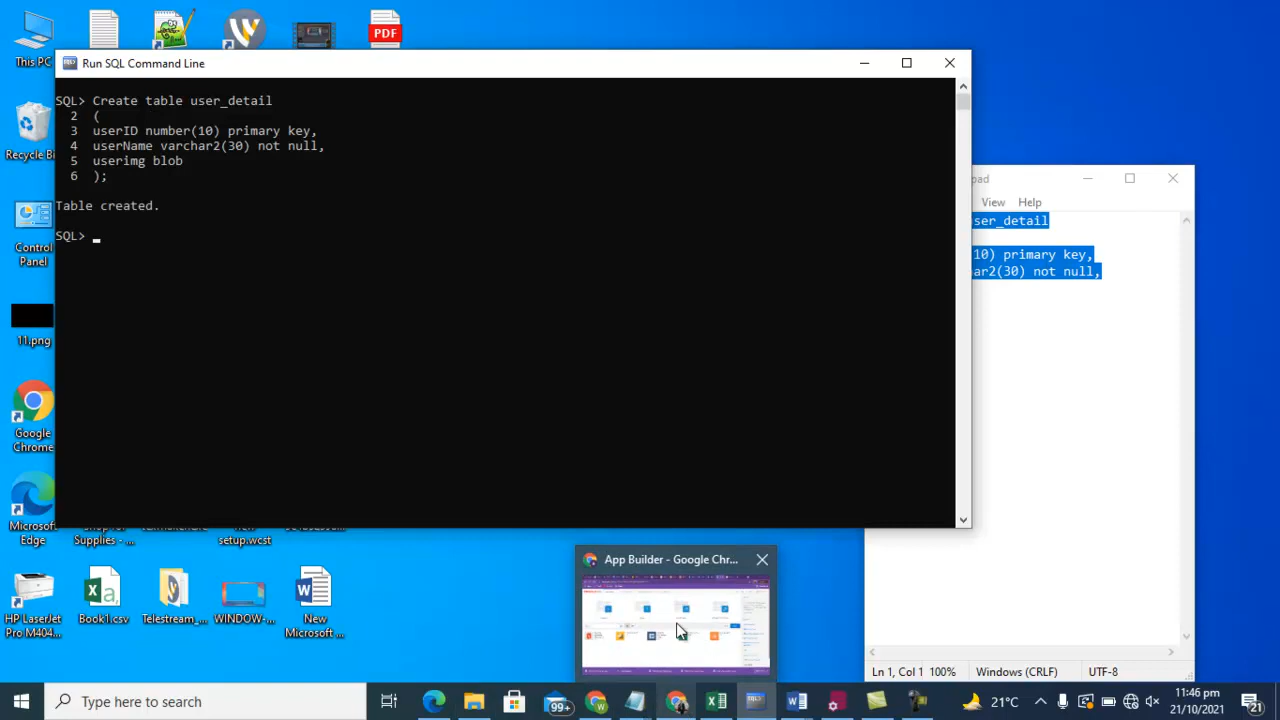 This PC
PDF
Run SQL Command Line
SQL> Create table user_detail
2 (
3 userID number(10) primary key,
4 userName varchar2(30) not null,
5 userimg blob
6 );
Table created.
SQL>
Recycle Bi
Control
Panel
11.png
Google
Chrome
Microsoft
Edge
Supplies - ...
setup.wcst
HP LaserJet
Pro M404...
Book1.csv
Telestream_...
WINDOW-...
New
Microsoft ...
pad
View Help
ser_detail
10) primary key,
ar2(30) not null,
Ln 1, Col 1 100% Windows (CRLF) UTF-8
App Builder - Google Chr...
Type here to search
99+
21°C
11:46 pm
21/10/2021
21